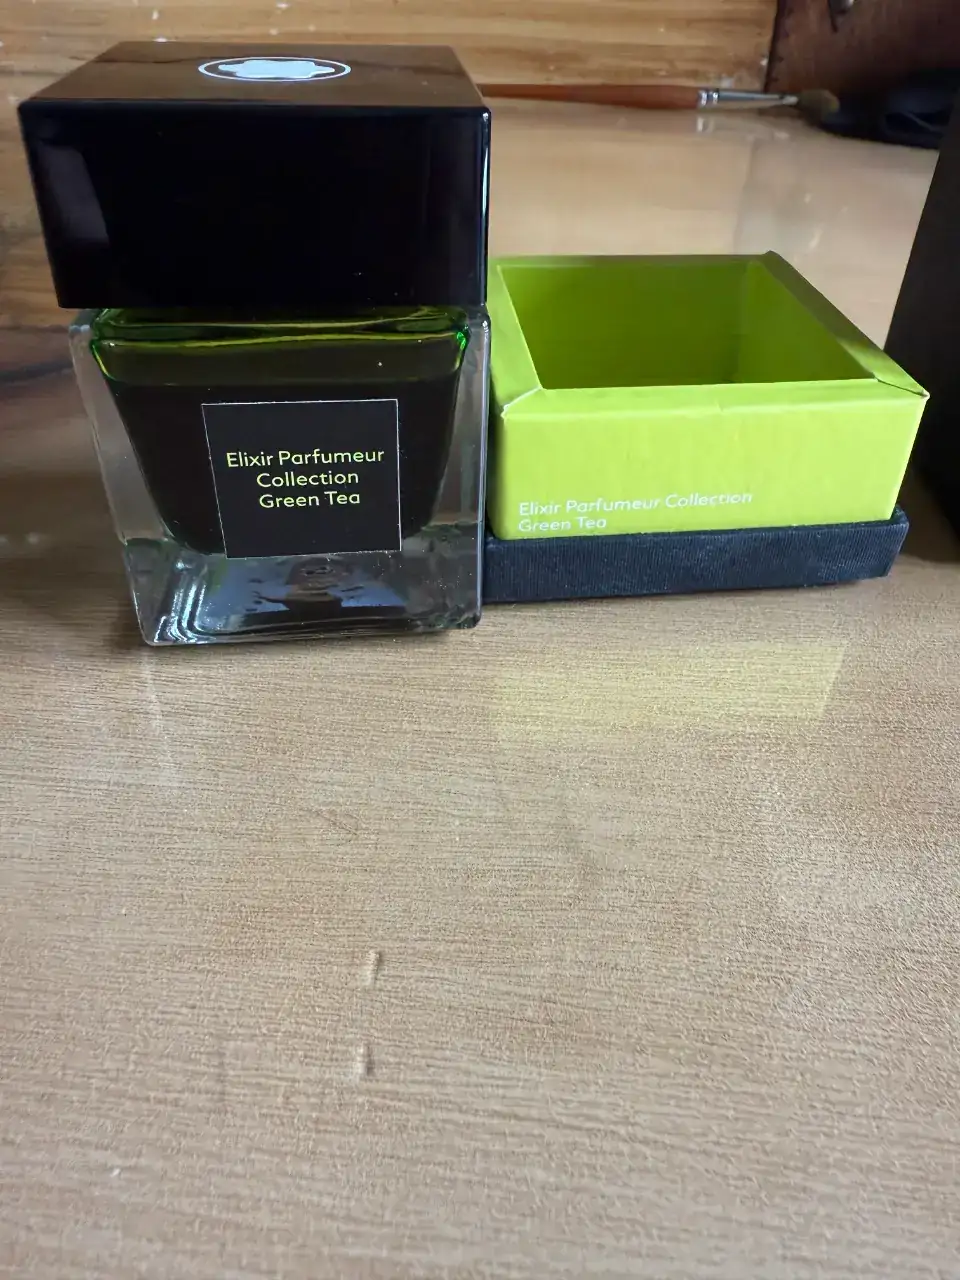 Elixir Parfumeur
Collection
Green Tea
Elixir Parfumeur Collection
Green Tea